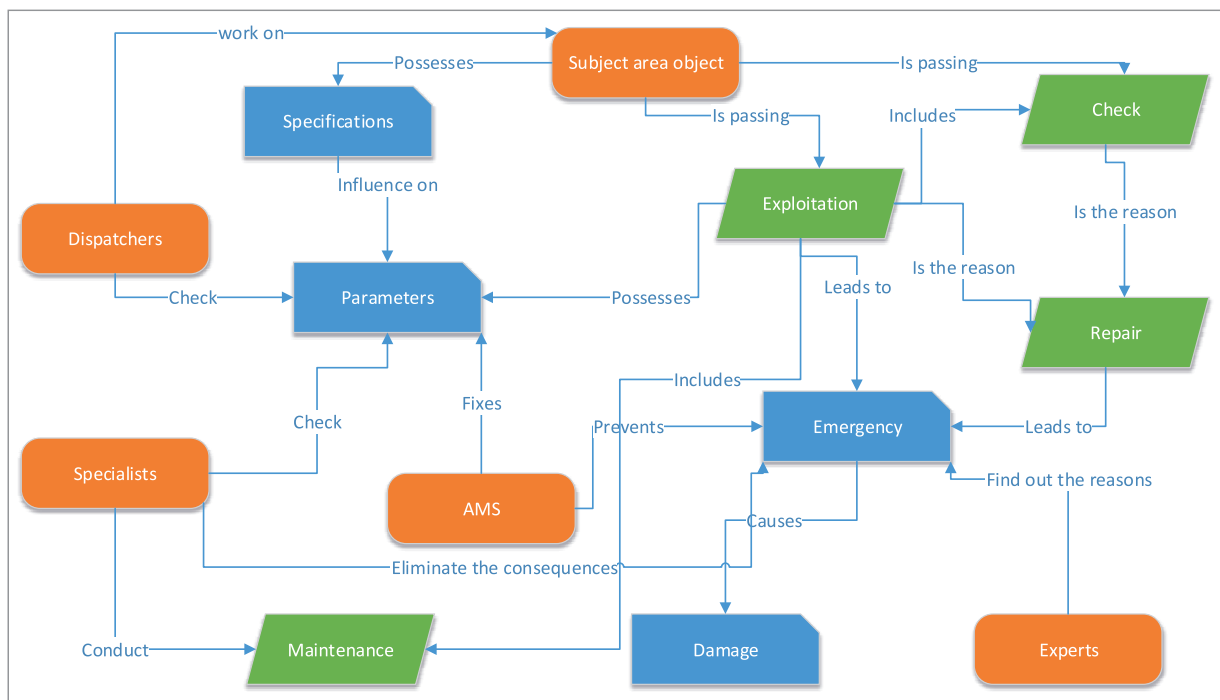 work on
Subject area object
Possesses
Is passing
Specifications
Is passing
Includes
Check
Influence on
Exploitation
Is the reason
Dispatchers
Is the reason
Check
Parameters
Possesses
Leads to
Repair
Includes
Fixes
Check
Prevents
Emergency
Leads to
Specialists
AMS
Find out the reasons
Causes
Eliminate the consequences
Conduct
Maintenance
Damage
Experts